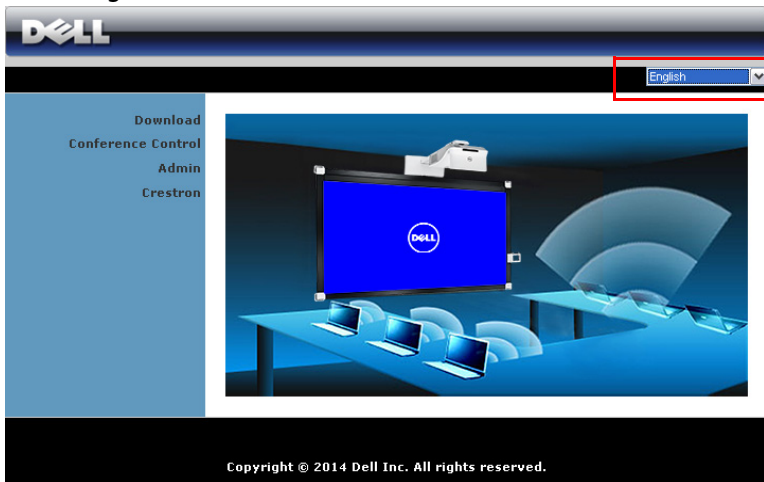 DELL
English
Download
Conference Control
Admin
Crestron
DELL
Copyright © 2014 Dell Inc. All rights reserved.